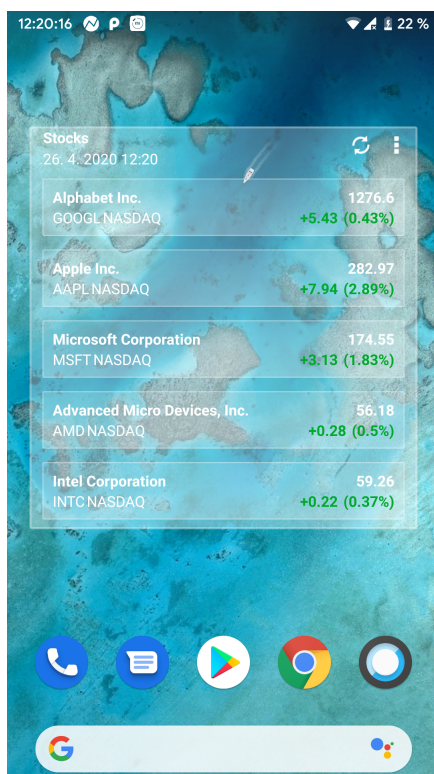 12:20:16 22 %
Stocks
26. 4. 2020 12:20
Alphabet Inc. 1276.6
GOOGL NASDAQ +5.43 (0.43%)
Apple Inc. 282.97
AAPL NASDAQ +7.94 (2.89%)
Microsoft Corporation 174.55
MSFT NASDAQ +3.13 (1.83%)
Advanced Micro Devices, Inc. 56.18
AMD NASDAQ +0.28 (0.5%)
Intel Corporation 59.26
INTC NASDAQ +0.22 (0.37%)